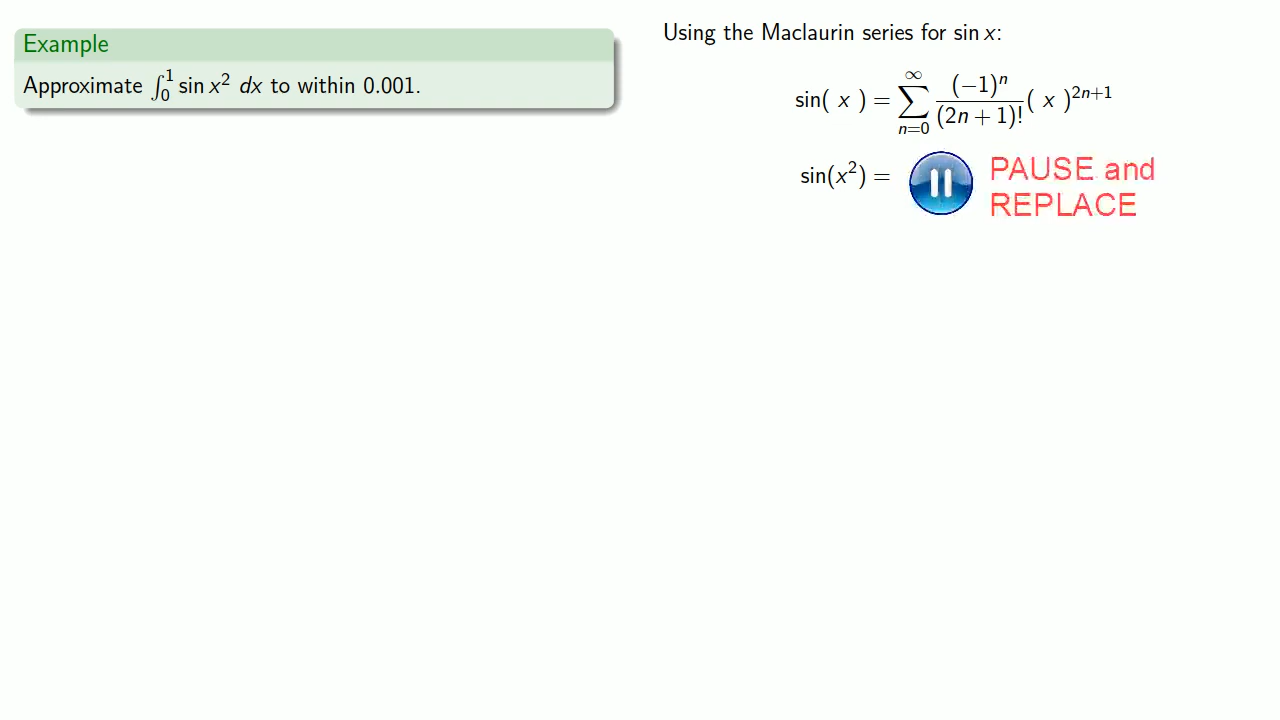 Example
Approximate ∫₀¹ sin x² dx to within 0.001.
Using the Maclaurin series for sin x:
sin( x ) = ∑_{n=0}^{∞} (−1)ⁿ/(2n + 1)! ( x )^{2n+1}
sin(x²) =
PAUSE and
REPLACE